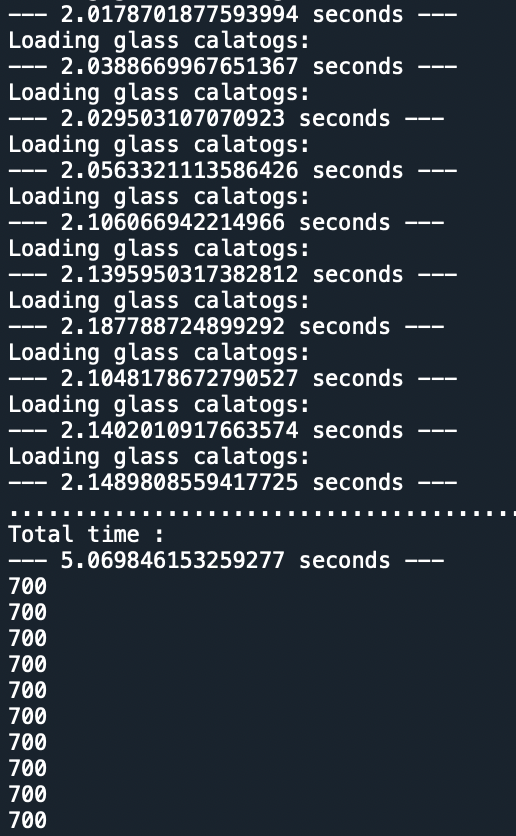 --- 2.0178701877593994 seconds ---
Loading glass calatogs:
--- 2.0388669967651367 seconds ---
Loading glass calatogs:
--- 2.029503107070923 seconds ---
Loading glass calatogs:
--- 2.0563321113586426 seconds ---
Loading glass calatogs:
--- 2.106066942214966 seconds ---
Loading glass calatogs:
--- 2.1395950317382812 seconds ---
Loading glass calatogs:
--- 2.187788724899292 seconds ---
Loading glass calatogs:
--- 2.1048178672790527 seconds ---
Loading glass calatogs:
--- 2.1402010917663574 seconds ---
Loading glass calatogs:
--- 2.1489808559417725 seconds ---
.......................................
Total time :
--- 5.069846153259277 seconds ---
700
700
700
700
700
700
700
700
700
700